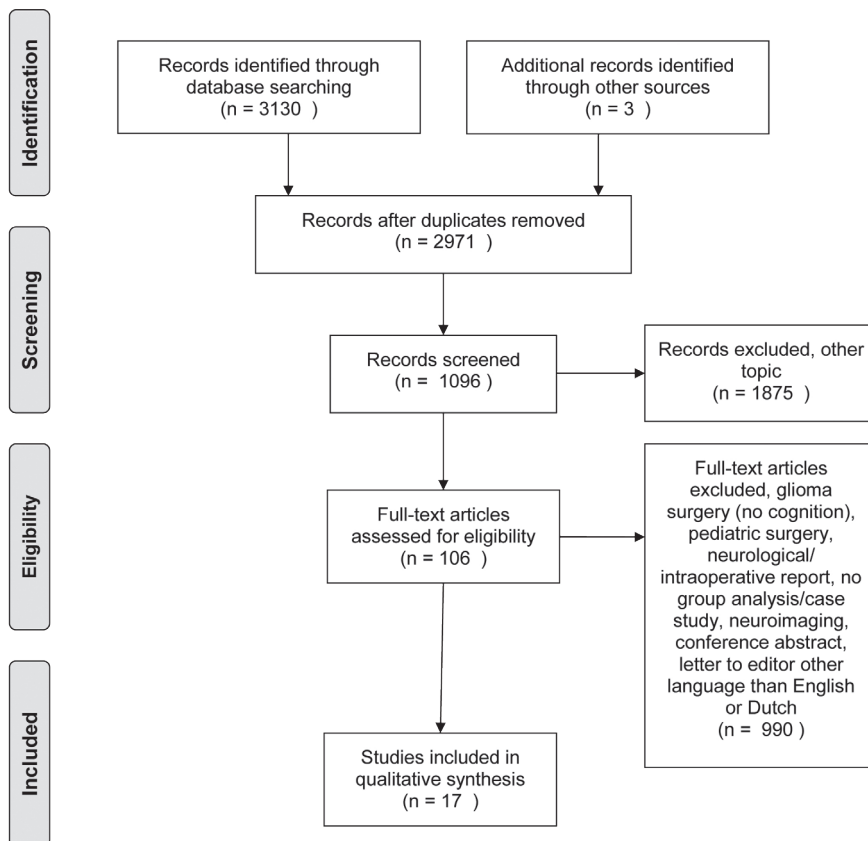 Identification
Records identified through
database searching
(n = 3130 )
Additional records identified
through other sources
(n = 3 )
Records after duplicates removed
(n = 2971 )
Screening
Records screened
(n = 1096 )
Records excluded, other
topic
(n = 1875 )
Eligibility
Full-text articles
assessed for eligibility
(n = 106 )
Full-text articles
excluded, glioma
surgery (no cognition),
pediatric surgery,
neurological/
intraoperative report, no
group analysis/case
study, neuroimaging,
conference abstract,
letter to editor other
language than English
or Dutch
(n = 990 )
Included
Studies included in
qualitative synthesis
(n = 17 )